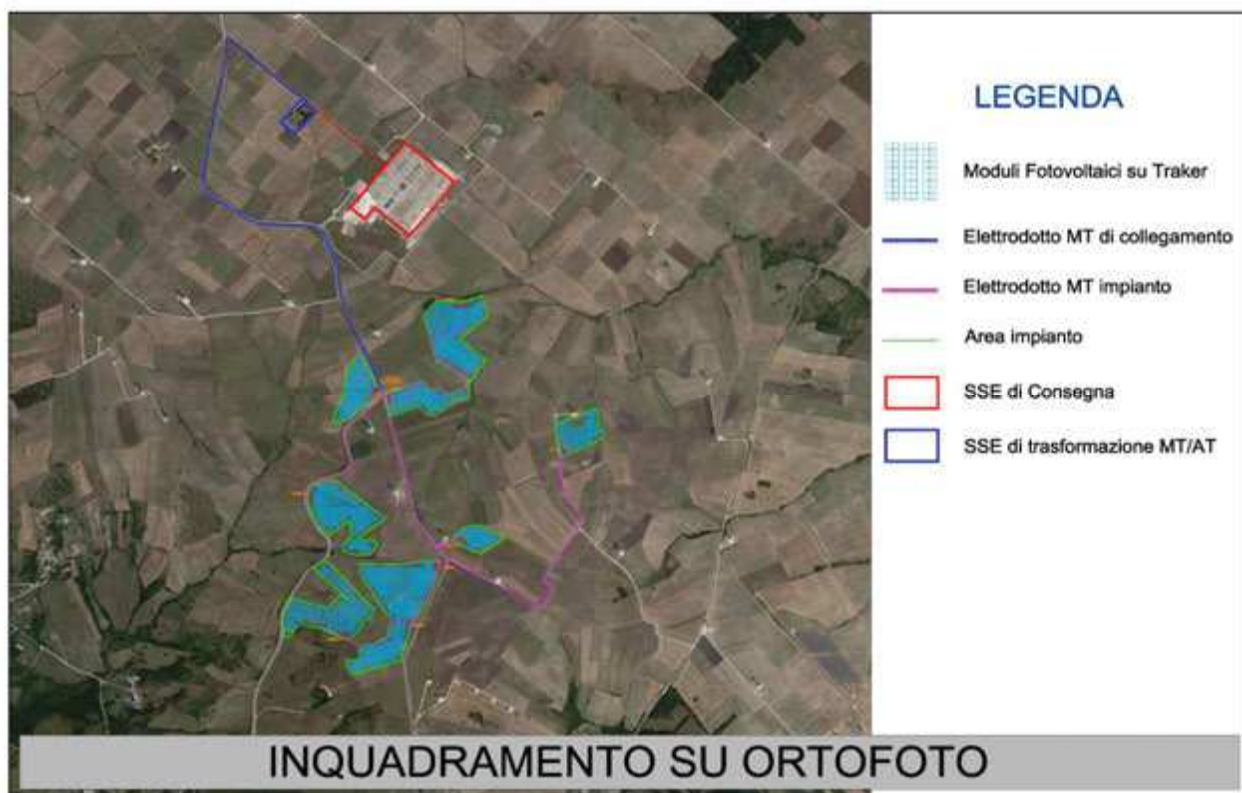 LEGENDA
Moduli Fotovoltaici su Traker
Elettrodotto MT di collegamento
Elettrodotto MT impianto
Area impianto
SSE di Consegna
SSE di trasformazione MT/AT
INQUADRAMENTO SU ORTOFOTO